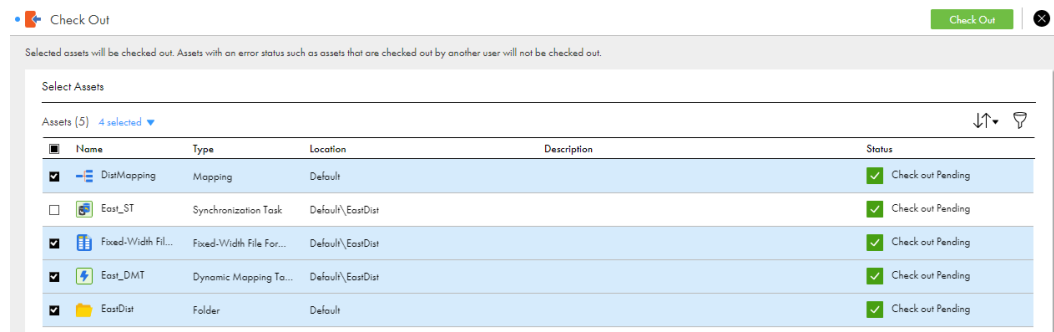 Check Out
Check Out
Selected assets will be checked out. Assets with an error status such as assets that are checked out by another user will not be checked out.
Select Assets
Assets (5) 4 selected
Name Type Location Description Status
DistMapping Mapping Default Check out Pending
East_ST Synchronization Task Default\EastDist Check out Pending
Fixed-Width Fil... Fixed-Width File For... Default\EastDist Check out Pending
East_DMT Dynamic Mapping Ta... Default\EastDist Check out Pending
EastDist Folder Default Check out Pending